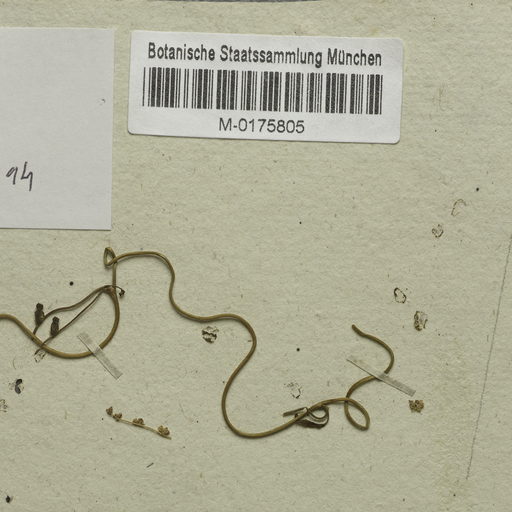 Botanische Staatssammlung München
M-0175805
94